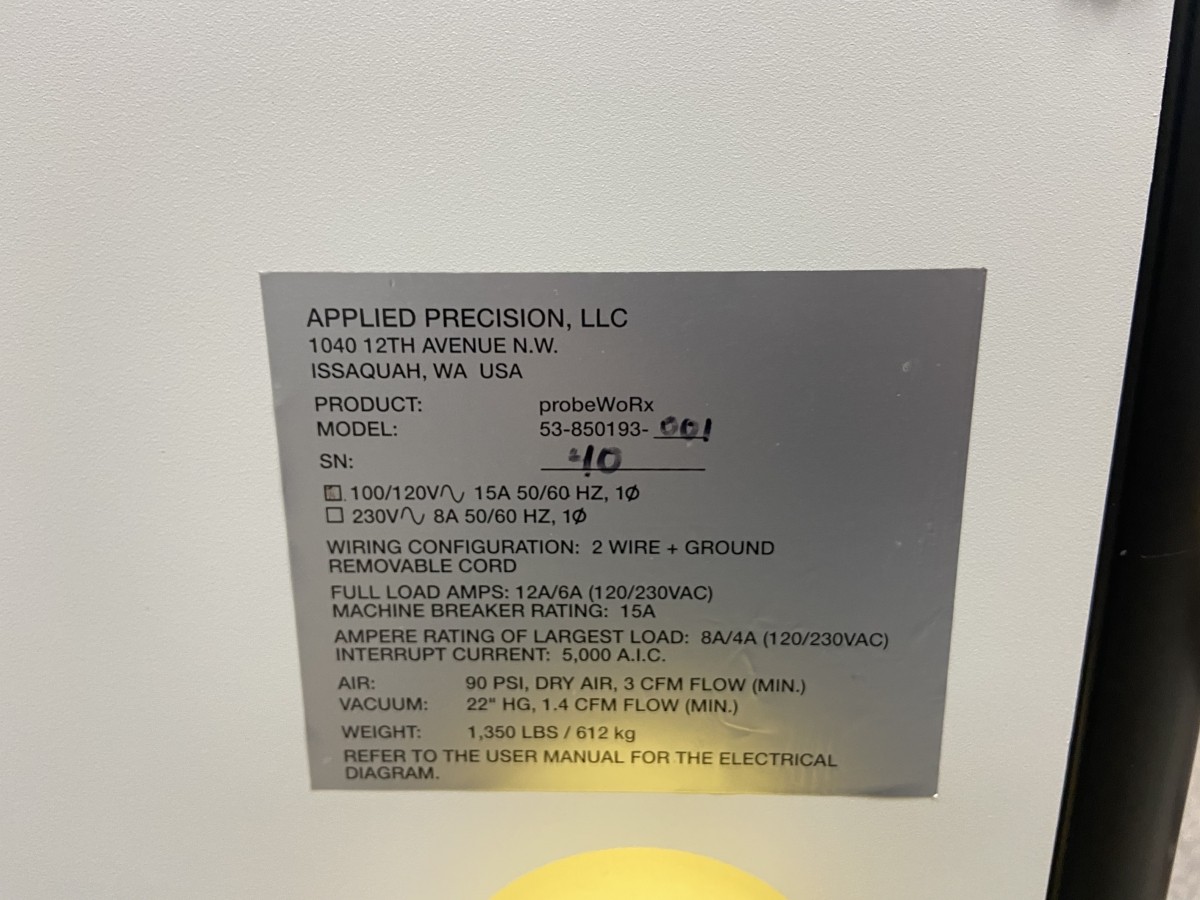 APPLIED PRECISION, LLC
1040 12TH AVENUE N.W.
ISSAQUAH, WA USA
PRODUCT: probeWoRx
MODEL: 53-850193-001
SN: 40
100/120V∿ 15A 50/60 HZ, 1Ø
230V∿ 8A 50/60 HZ, 1Ø
WIRING CONFIGURATION: 2 WIRE + GROUND
REMOVABLE CORD
FULL LOAD AMPS: 12A/6A (120/230VAC)
MACHINE BREAKER RATING: 15A
AMPERE RATING OF LARGEST LOAD: 8A/4A (120/230VAC)
INTERRUPT CURRENT: 5,000 A.I.C.
AIR: 90 PSI, DRY AIR, 3 CFM FLOW (MIN.)
VACUUM: 22" HG, 1.4 CFM FLOW (MIN.)
WEIGHT: 1,350 LBS / 612 kg
REFER TO THE USER MANUAL FOR THE ELECTRICAL
DIAGRAM.